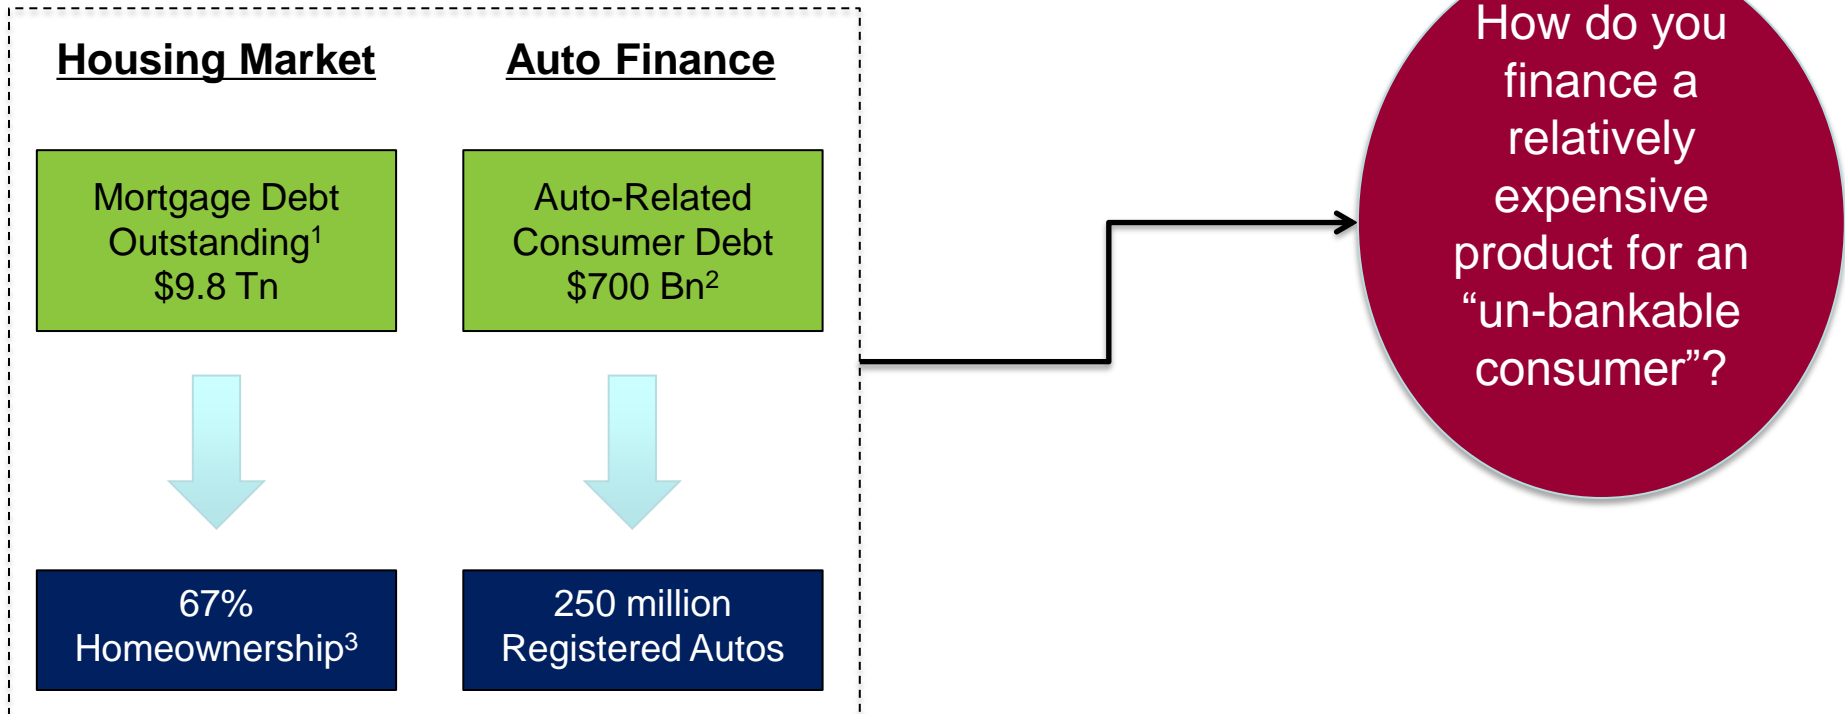 Housing Market
Auto Finance
Mortgage Debt
Outstanding¹
$9.8 Tn
Auto-Related
Consumer Debt
$700 Bn²
67%
Homeownership³
250 million
Registered Autos
How do you
finance a
relatively
expensive
product for an
“un-bankable
consumer”?